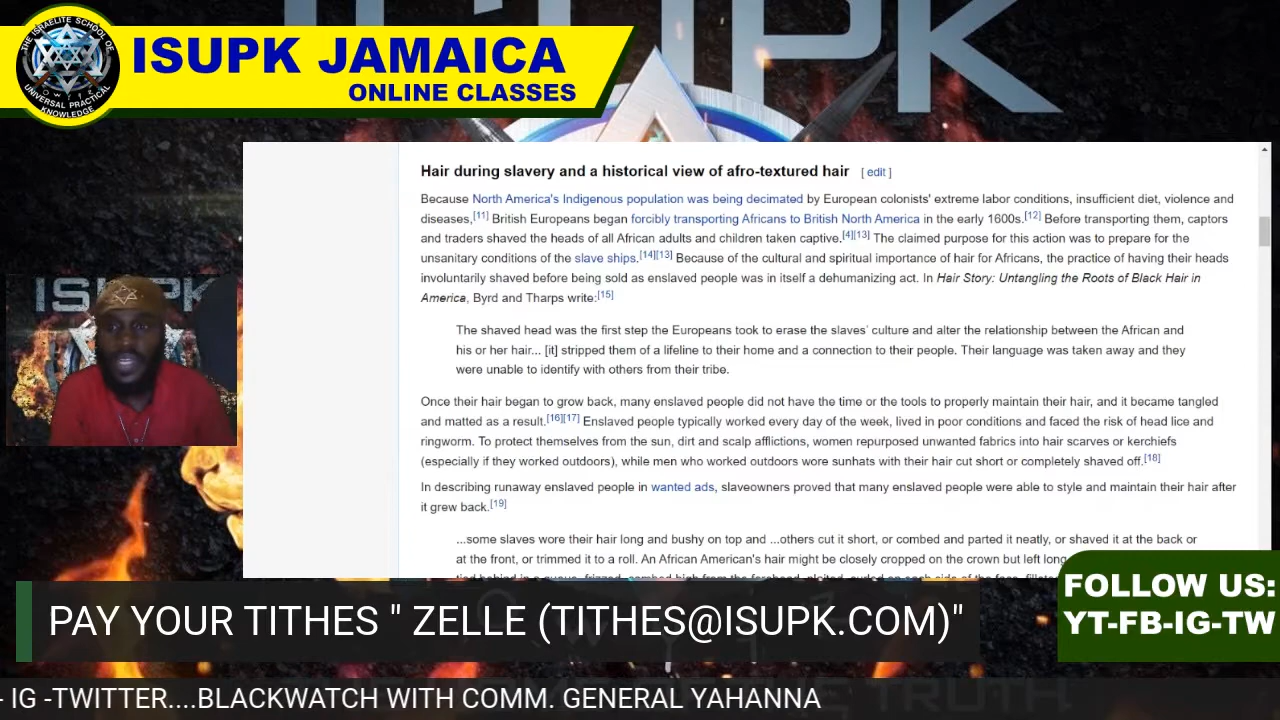 THE ISRAELITE SCHOOL OF
UNIVERSAL PRACTICAL
KNOWLEDGE
ISUPK JAMAICA
ONLINE CLASSES
ISUPK
Hair during slavery and a historical view of afro-textured hair [ edit ]
Because North America's Indigenous population was being decimated by European colonists' extreme labor conditions, insufficient diet, violence and
diseases,[11] British Europeans began forcibly transporting Africans to British North America in the early 1600s.[12] Before transporting them, captors
and traders shaved the heads of all African adults and children taken captive.[4][13] The claimed purpose for this action was to prepare for the
unsanitary conditions of the slave ships.[14][13] Because of the cultural and spiritual importance of hair for Africans, the practice of having their heads
involuntarily shaved before being sold as enslaved people was in itself a dehumanizing act. In Hair Story: Untangling the Roots of Black Hair in
America, Byrd and Tharps write:[15]
The shaved head was the first step the Europeans took to erase the slaves' culture and alter the relationship between the African and
his or her hair... [it] stripped them of a lifeline to their home and a connection to their people. Their language was taken away and they
were unable to identify with others from their tribe.
Once their hair began to grow back, many enslaved people did not have the time or the tools to properly maintain their hair, and it became tangled
and matted as a result.[16][17] Enslaved people typically worked every day of the week, lived in poor conditions and faced the risk of head lice and
ringworm. To protect themselves from the sun, dirt and scalp afflictions, women repurposed unwanted fabrics into hair scarves or kerchiefs
(especially if they worked outdoors), while men who worked outdoors wore sunhats with their hair cut short or completely shaved off.[18]
In describing runaway enslaved people in wanted ads, slaveowners proved that many enslaved people were able to style and maintain their hair after
it grew back.[19]
...some slaves wore their hair long and bushy on top and ...others cut it short, or combed and parted it neatly, or shaved it at the back or
at the front, or trimmed it to a roll. An African American's hair might be closely cropped on the crown but left long
PAY YOUR TITHES " ZELLE (TITHES@ISUPK.COM)"
FOLLOW US:
YT-FB-IG-TW
- IG -TWITTER....BLACKWATCH WITH COMM. GENERAL YAHANNA